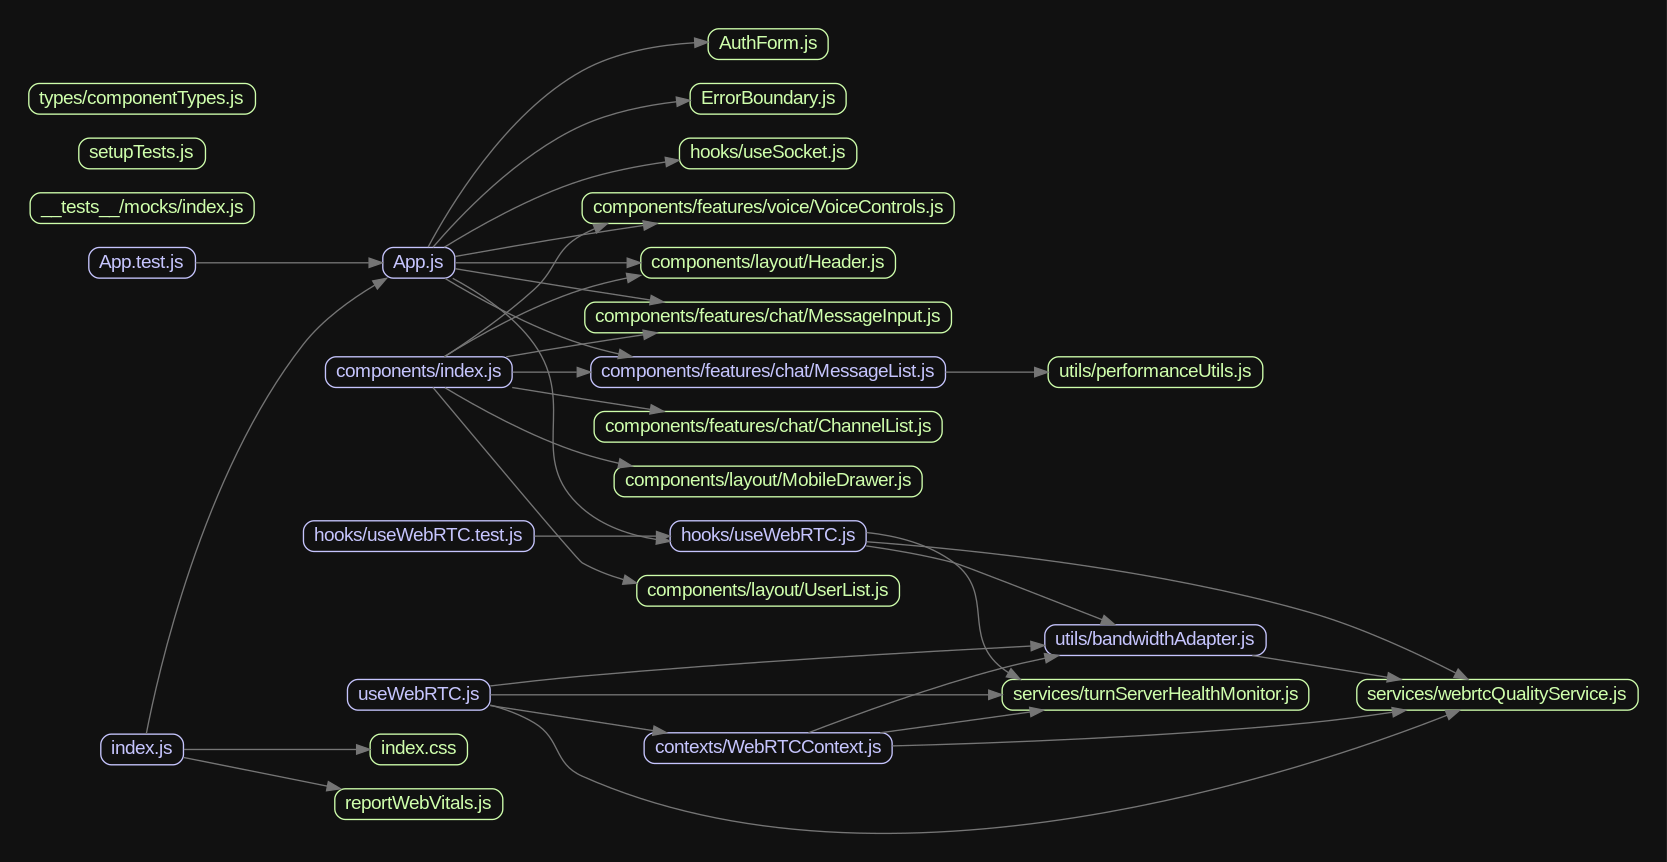 AuthForm.js
types/componentTypes.js
ErrorBoundary.js
setupTests.js
hooks/useSocket.js
__tests__/mocks/index.js
components/features/voice/VoiceControls.js
App.test.js
App.js
components/layout/Header.js
components/features/chat/MessageInput.js
components/index.js
components/features/chat/MessageList.js
utils/performanceUtils.js
components/features/chat/ChannelList.js
components/layout/MobileDrawer.js
hooks/useWebRTC.test.js
hooks/useWebRTC.js
components/layout/UserList.js
utils/bandwidthAdapter.js
useWebRTC.js
services/turnServerHealthMonitor.js
services/webrtcQualityService.js
index.js
index.css
contexts/WebRTCContext.js
reportWebVitals.js